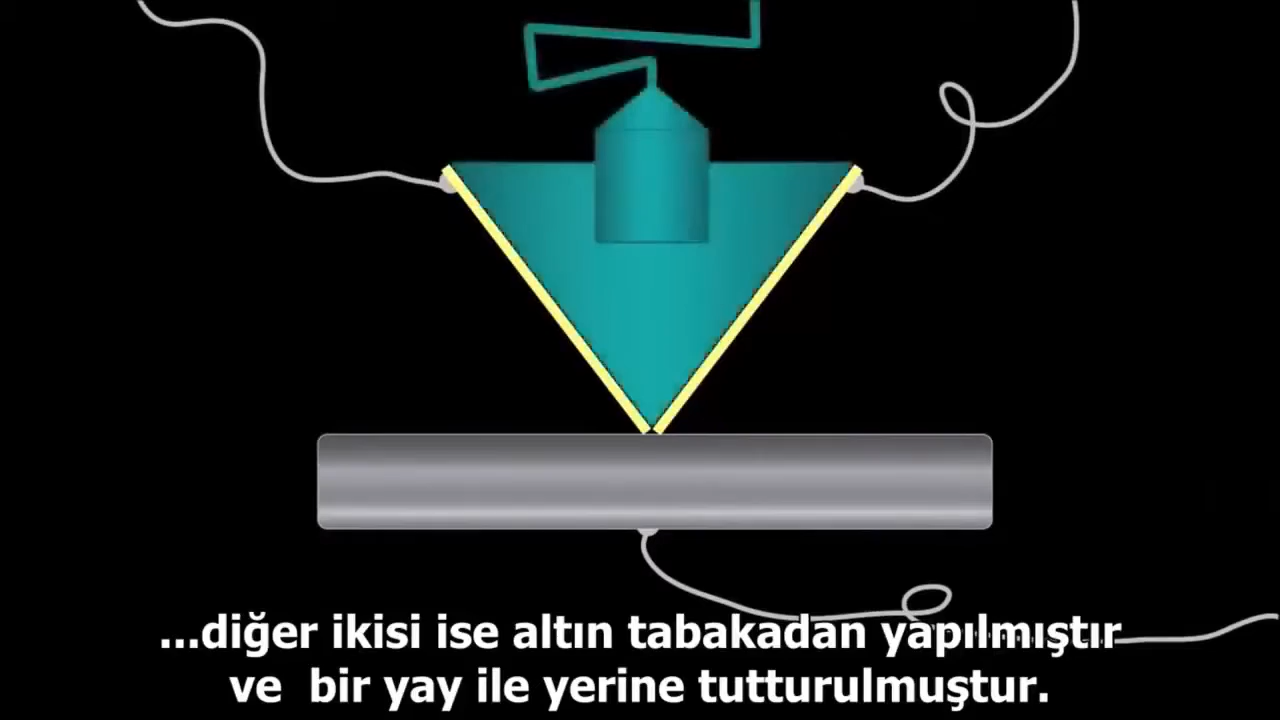 ...diğer ikisi ise altın tabakadan yapılmıştır
ve bir yay ile yerine tutturulmuştur.